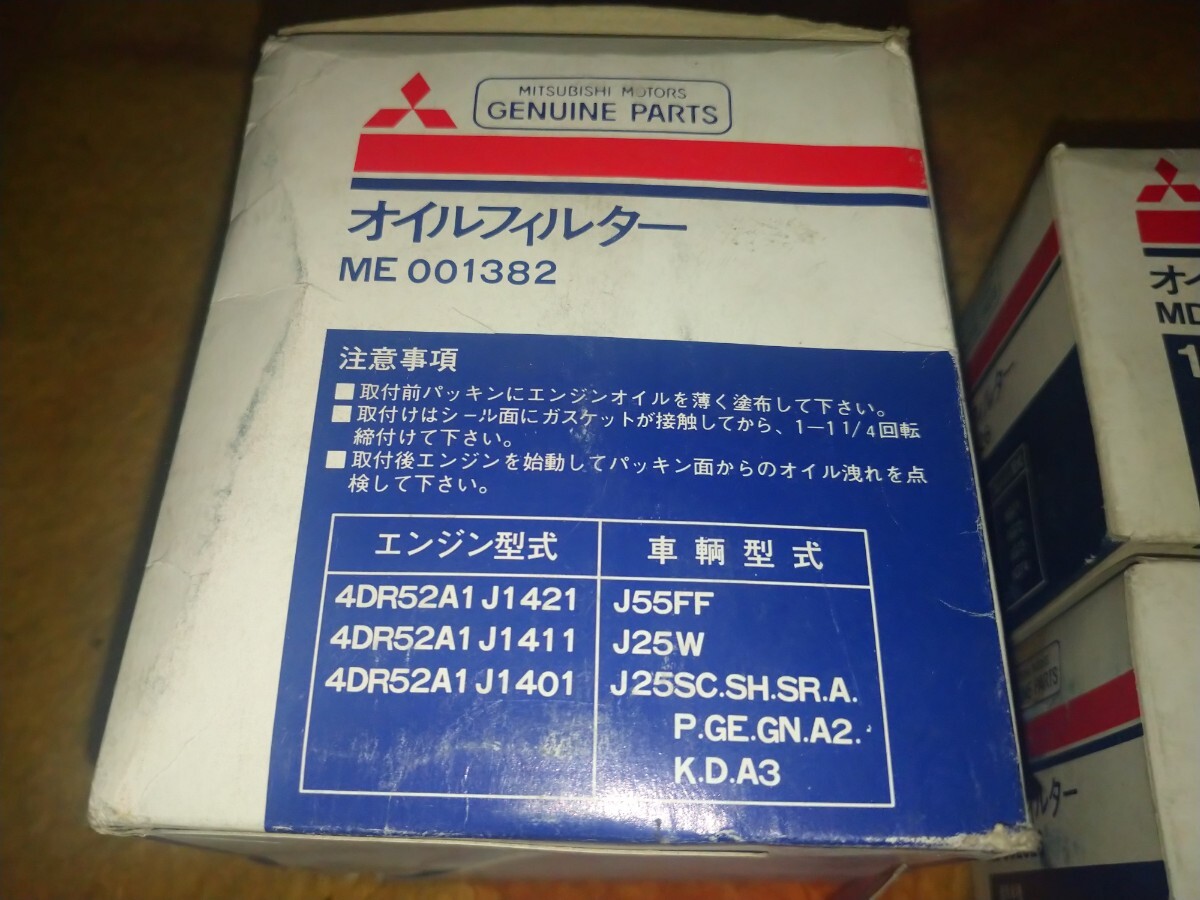 MITSUBISHI MOTORS
GENUINE PARTS
オイルフィルター
ME 001382
注意事項
■取付前パッキンにエンジンオイルを薄く塗布して下さい。
■取付けはシール面にガスケットが接触してから、1−1 1/4回転
締付けて下さい。
■取付後エンジンを始動してパッキン面からのオイル洩れを点
検して下さい。
エンジン型式 車輌型式
4DR52A1 J1421 J55FF
4DR52A1 J1411 J25W
4DR52A1 J1401 J25SC.SH.SR.A.
P.GE.GN.A2.
K.D.A3
オイ
MD
1
ルター
PARTS
ルター